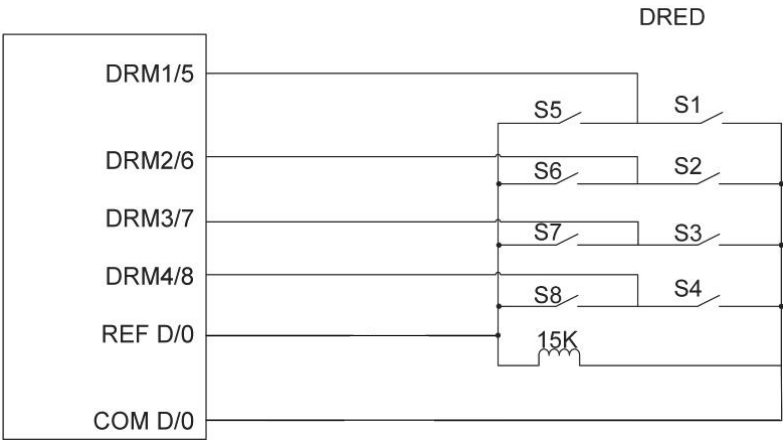 DRED
DRM1/5
S5
S1
DRM2/6
S6
S2
DRM3/7
S7
S3
DRM4/8
S8
S4
REF D/0
15K
COM D/0